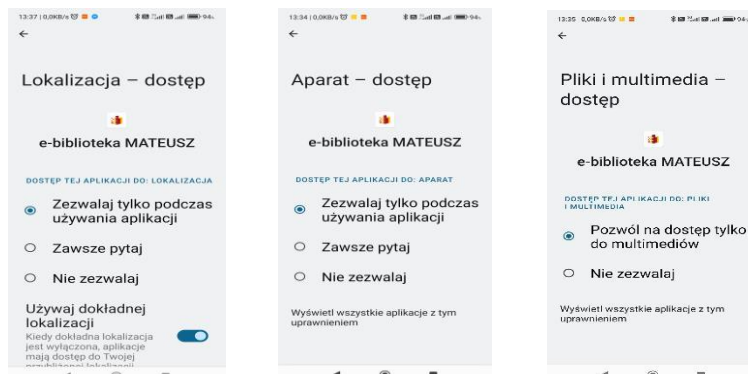 13:37 | 0,0KB/s
Lokalizacja – dostęp
e-biblioteka MATEUSZ
DOSTĘP TEJ APLIKACJI DO: LOKALIZACJA
Zezwalaj tylko podczas
używania aplikacji
Zawsze pytaj
Nie zezwalaj
Używaj dokładnej
lokalizacji
Kiedy dokładna lokalizacja
jest wyłączona, aplikacje
mają dostęp do Twojej
przybliżonej lokalizacji
13:34 | 0,0KB/s
Aparat – dostęp
e-biblioteka MATEUSZ
DOSTĘP TEJ APLIKACJI DO: APARAT
Zezwalaj tylko podczas
używania aplikacji
Zawsze pytaj
Nie zezwalaj
Wyświetl wszystkie aplikacje z tym
uprawnieniem
13:35 0,0KB/s
Pliki i multimedia –
dostęp
e-biblioteka MATEUSZ
DOSTĘP TEJ APLIKACJI DO: PLIKI
I MULTIMEDIA
Pozwól na dostęp tylko
do multimediów
Nie zezwalaj
Wyświetl wszystkie aplikacje z tym
uprawnieniem